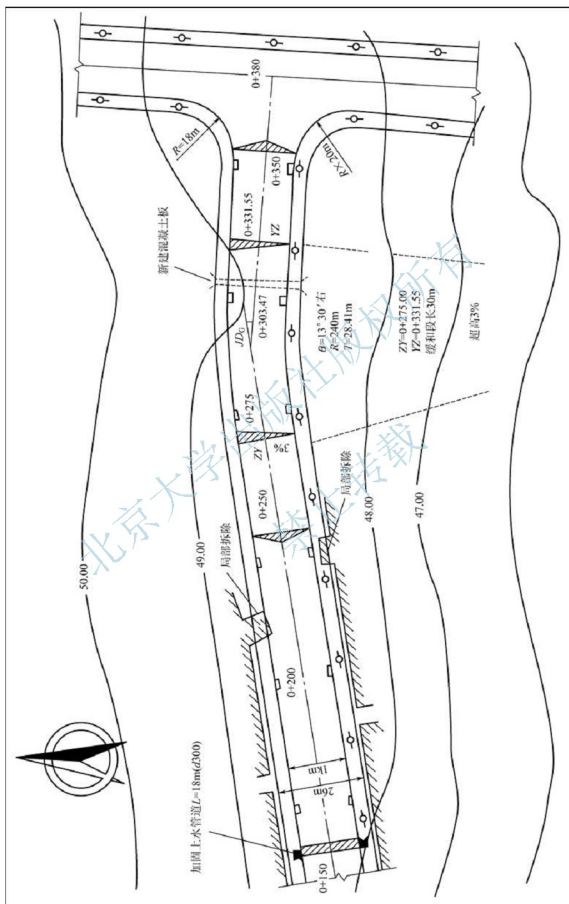 0+380
R=18m
R×20m
0+350
0+331.55
YZ
新建混凝土板
0+303.47
JD₆
θ=13°30′右
R=240m
T=28.41m
ZY=0+275.00
YZ=0+331.55
缓和段长30m
超高3%
0+275
ZY
3%
0+250
局部拆除
局部拆除
50.00
49.00
48.00
47.00
0+200
1km
26m
加固上水管道L=18m(d300)
0+150
北京大学出版社版权所有
禁止转载